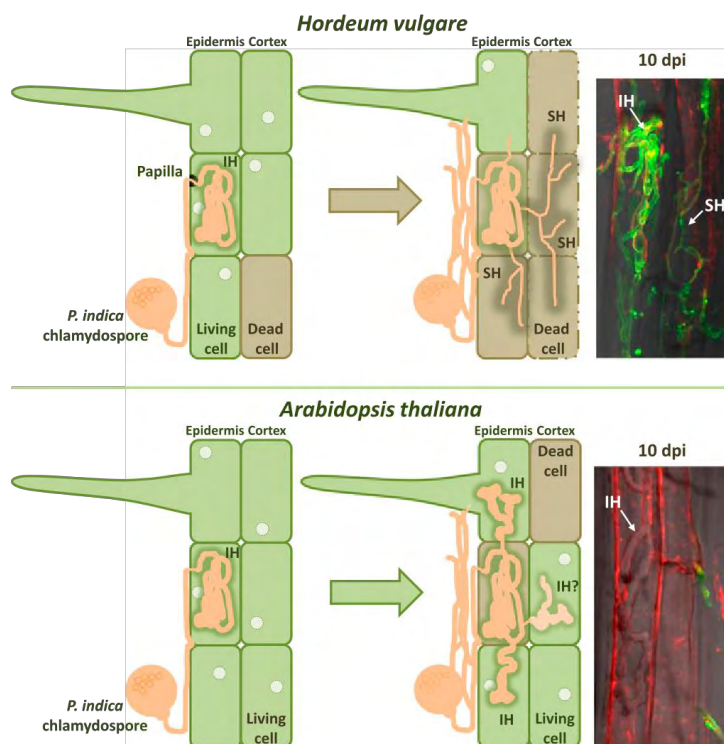 Hordeum vulgare
Epidermis Cortex
Epidermis Cortex
10 dpi
IH
SH
IH
Papilla
SH
SH
SH
P. indica
chlamydospore
Living
cell
Dead
cell
Dead
cell
Arabidopsis thaliana
Epidermis Cortex
Epidermis Cortex
10 dpi
Dead
cell
IH
IH
IH
IH?
P. indica
chlamydospore
Living
cell
IH
Living
cell